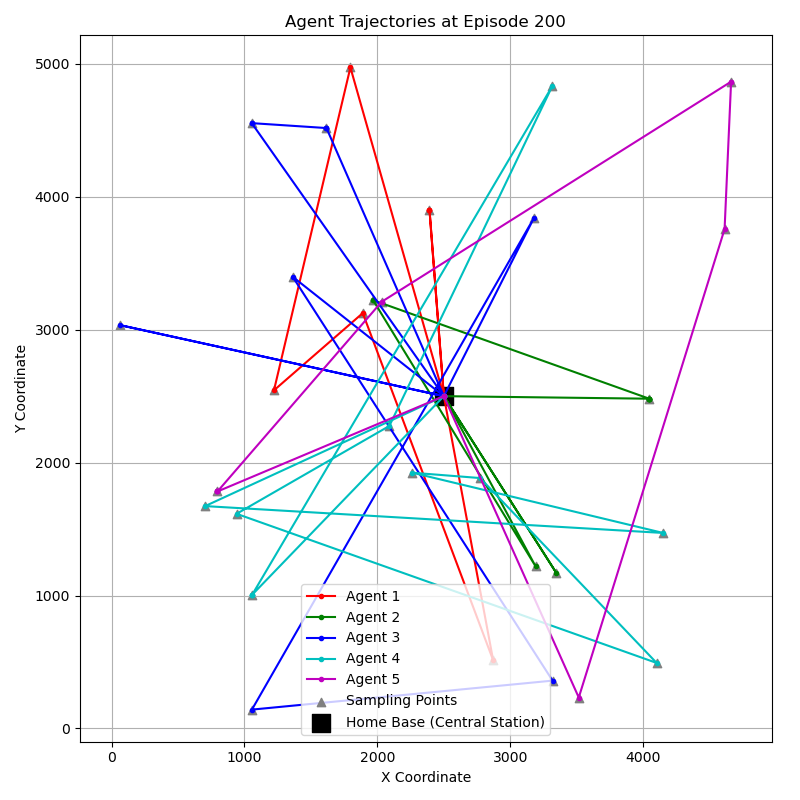 Agent Trajectories at Episode 200
Y Coordinate
5000
4000
3000
2000
1000
0
Agent 1
Agent 2
Agent 3
Agent 4
Agent 5
Sampling Points
Home Base (Central Station)
0 1000 2000 3000 4000
X Coordinate